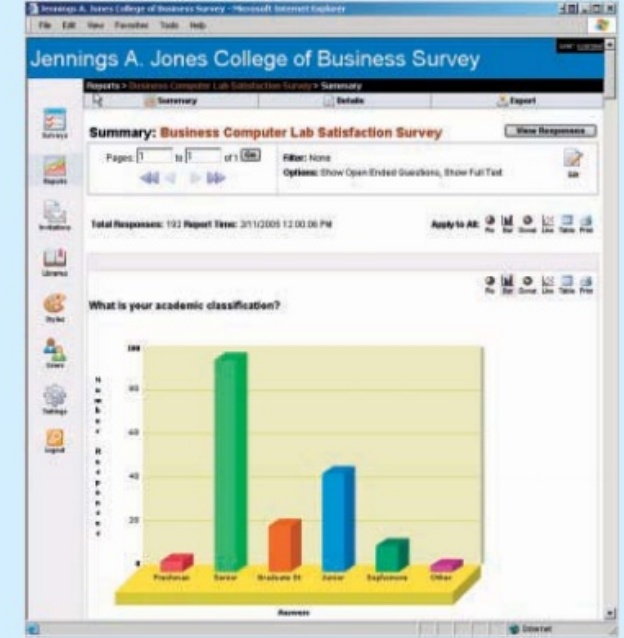 Jennings A. Jones College of Business Survey - Microsoft Internet Explorer
File Edit View Favorites Tools Help
Jennings A. Jones College of Business Survey
Reports > Business Computer Lab Satisfaction Survey > Summary
Summary Details Export
Surveys
Summary: Business Computer Lab Satisfaction Survey View Responses
Pages: 1 to 1 of 1 Go
Filter: None
Options: Show Open Ended Questions, Show Full Text
Edit
Reports
Invitations
Total Responses: 193 Report Time: 3/11/2005 12:00:06 PM Apply to All: Pie Bar Donut Line Table Print
Libraries
Pie Bar Donut Line Table Print
What is your academic classification?
Styles
Users
Settings
Logout
Number Responses
100
80
60
40
20
0
Freshman Senior Graduate St Junior Sophomore Other
Answers
Internet